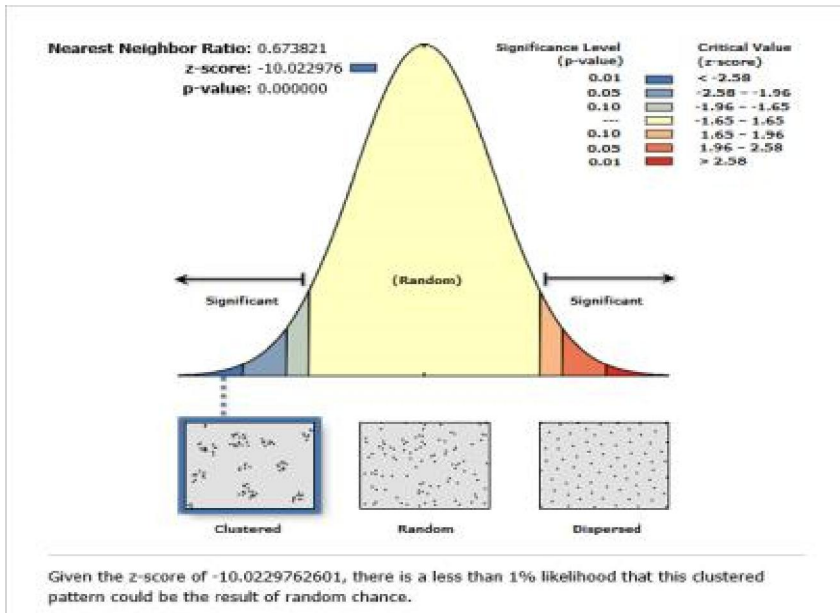 Nearest Neighbor Ratio: 0.673821
z-score: -10.022976
p-value: 0.000000
Significance Level
(p-value)
Critical Value
(z-score)
0.01 < -2.58
0.05 -2.58 - -1.96
0.10 -1.96 - -1.65
--- -1.65 - 1.65
0.10 1.65 - 1.96
0.05 1.96 - 2.58
0.01 > 2.58
(Random)
Significant
Significant
Clustered
Random
Dispersed
Given the z-score of -10.0229762601, there is a less than 1% likelihood that this clustered
pattern could be the result of random chance.